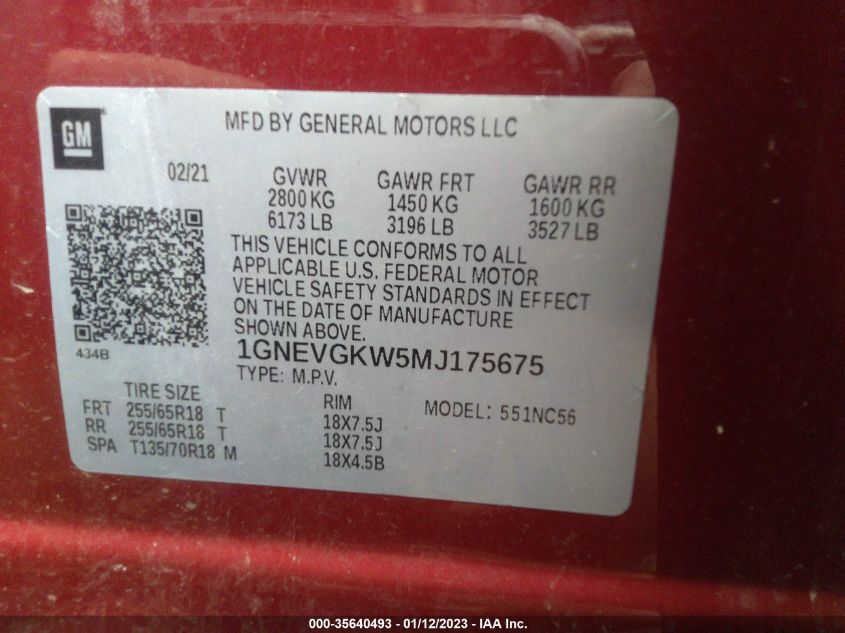 GM
MFD BY GENERAL MOTORS LLC
02/21
GVWR
2800 KG
6173 LB
GAWR FRT
1450 KG
3196 LB
GAWR RR
1600 KG
3527 LB
THIS VEHICLE CONFORMS TO ALL
APPLICABLE U.S. FEDERAL MOTOR
VEHICLE SAFETY STANDARDS IN EFFECT
ON THE DATE OF MANUFACTURE
SHOWN ABOVE.
434B
1GNEVGKW5MJ175675
TYPE: M.P.V.
MODEL: 551NC56
TIRE SIZE
RIM
FRT 255/65R18 T 18X7.5J
RR 255/65R18 T 18X7.5J
SPA T135/70R18 M 18X4.5B
000-35640493 - 01/12/2023 - IAA Inc.